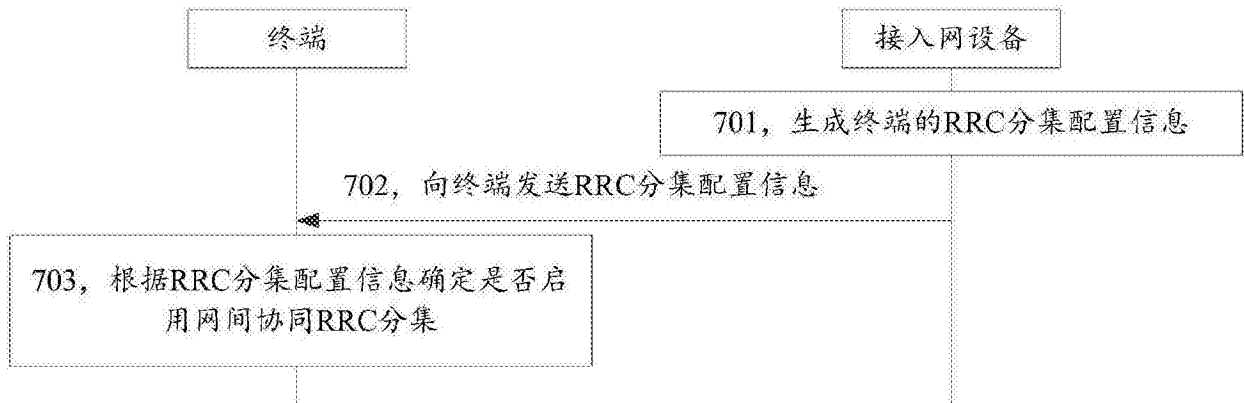 终端
接入网设备
701，生成终端的RRC分集配置信息
702，向终端发送RRC分集配置信息
703，根据RRC分集配置信息确定是否启
用网间协同RRC分集